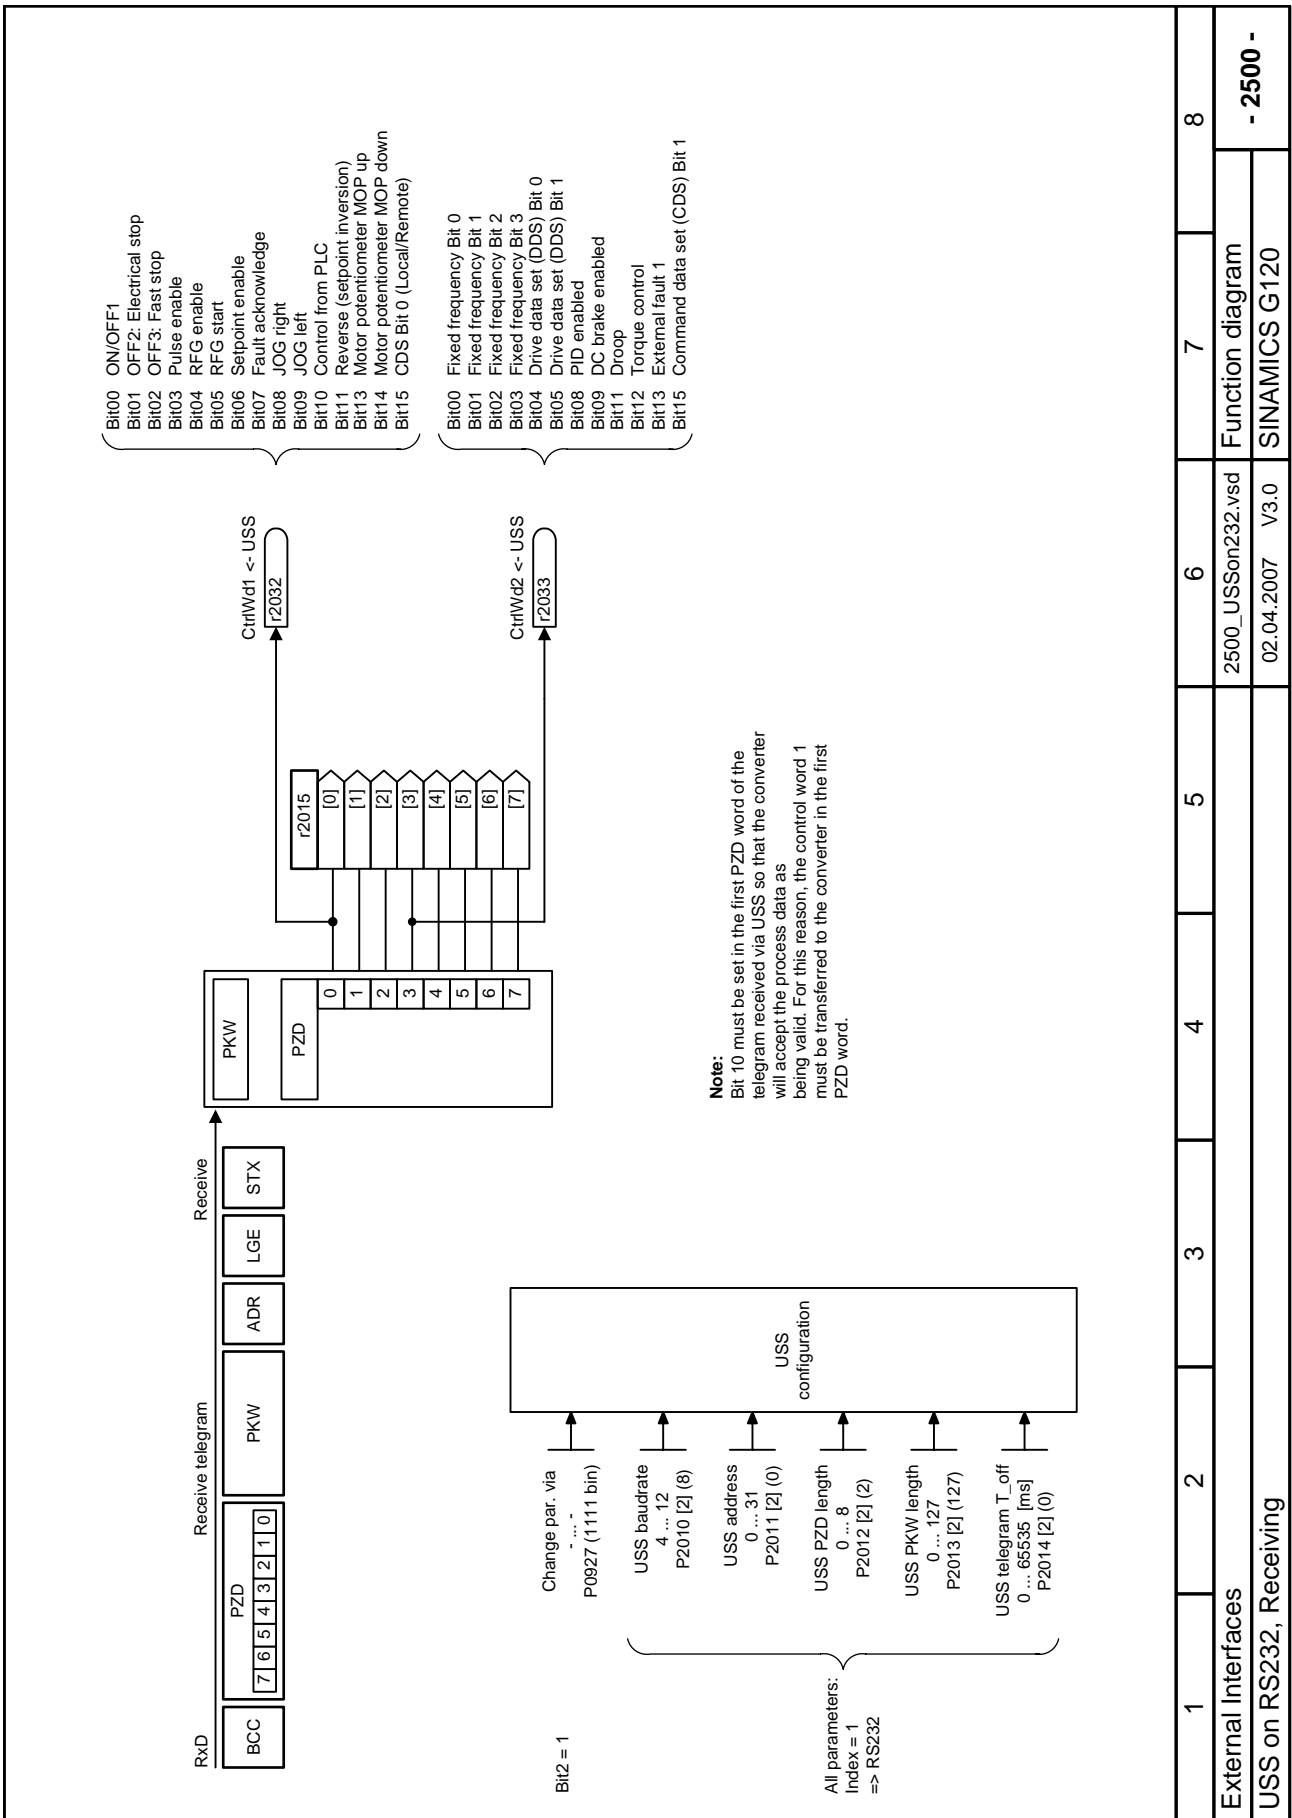 RxD
Receive telegram
Receive
BCC
PZD
7 6 5 4 3 2 1 0
PKW
ADR
LGE
STX
PKW
PZD
0
1
2
3
4
5
6
7
r2015
[0]
[1]
[2]
[3]
[4]
[5]
[6]
[7]
CtrlWd1 <- USS
r2032
CtrlWd2 <- USS
r2033
Bit00 ON/OFF1
Bit01 OFF2: Electrical stop
Bit02 OFF3: Fast stop
Bit03 Pulse enable
Bit04 RFG enable
Bit05 RFG start
Bit06 Setpoint enable
Bit07 Fault acknowledge
Bit08 JOG right
Bit09 JOG left
Bit10 Control from PLC
Bit11 Reverse (setpoint inversion)
Bit13 Motor potentiometer MOP up
Bit14 Motor potentiometer MOP down
Bit15 CDS Bit 0 (Local/Remote)
Bit00 Fixed frequency Bit 0
Bit01 Fixed frequency Bit 1
Bit02 Fixed frequency Bit 2
Bit03 Fixed frequency Bit 3
Bit04 Drive data set (DDS) Bit 0
Bit05 Drive data set (DDS) Bit 1
Bit08 PID enabled
Bit09 DC brake enabled
Bit11 Droop
Bit12 Torque control
Bit13 External fault 1
Bit15 Command data set (CDS) Bit 1
Bit2 = 1
Change par. via
- ... -
P0927 (1111 bin)
USS baudrate
4 ... 12
P2010 [2] (8)
USS address
0 ... 31
P2011 [2] (0)
USS PZD length
0 ... 8
P2012 [2] (2)
USS PKW length
0 ... 127
P2013 [2] (127)
USS telegram T_off
0 ... 65535 [ms]
P2014 [2] (0)
All parameters:
Index = 1
=> RS232
USS
configuration
Note:
Bit 10 must be set in the first PZD word of the
telegram received via USS so that the converter
will accept the process data as
being valid. For this reason, the control word 1
must be transferred to the converter in the first
PZD word.
1 2 3 4 5 6 7 8
External Interfaces
2500_USSon232.vsd
Function diagram
- 2500 -
USS on RS232, Receiving
02.04.2007 V3.0
SINAMICS G120